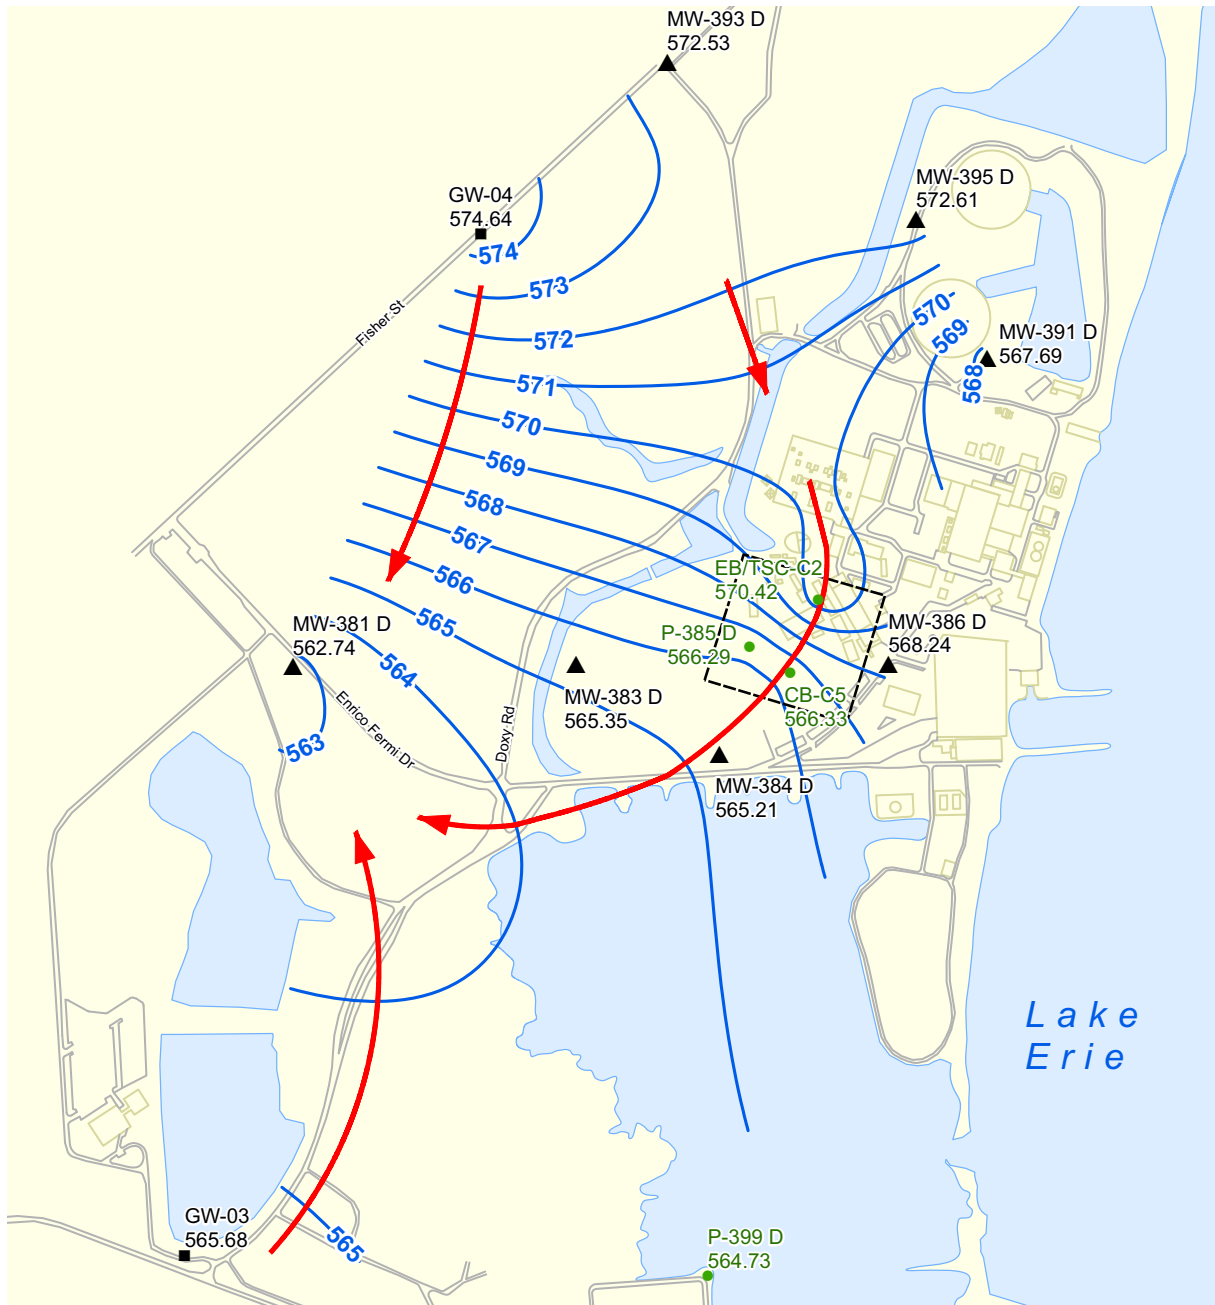 MW-393 D
572.53
MW-395 D
572.61
GW-04
574.64
574
573
Fisher St
572
571
570
569
568
567
566
565
564
563
570
569
568
MW-391 D
567.69
EB/TSC-C2
570.42
P-385 D
566.29
MW-386 D
568.24
CB-C5
566.33
MW-381 D
562.74
MW-383 D
565.35
Enrico Fermi Dr
Doxy Rd
MW-384 D
565.21
Lake
Erie
GW-03
565.68
565
P-399 D
564.73